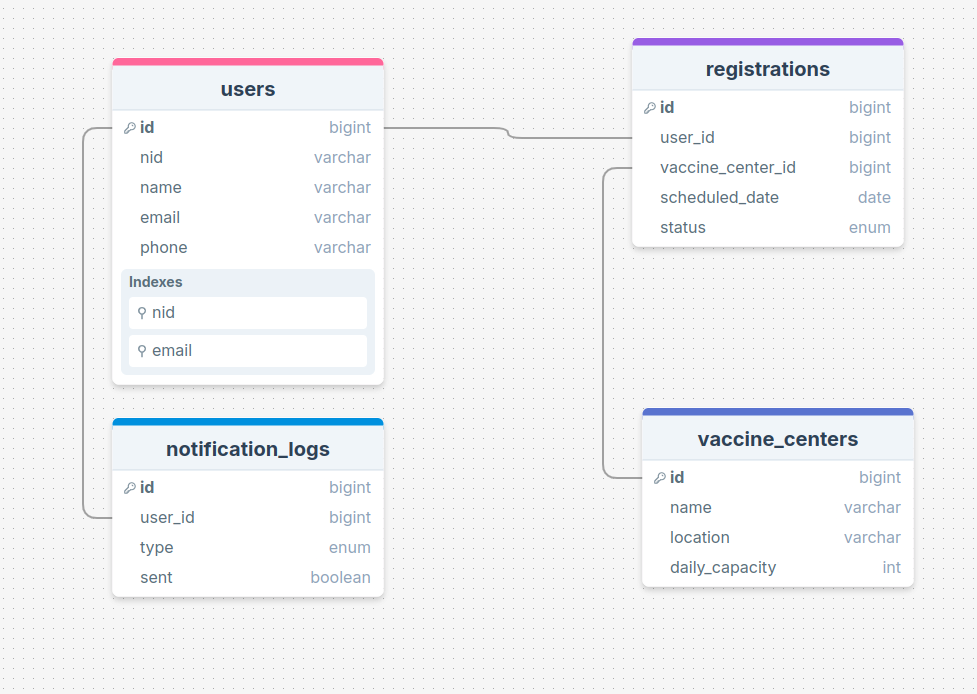 users
id bigint
nid varchar
name varchar
email varchar
phone varchar
Indexes
nid
email
registrations
id bigint
user_id bigint
vaccine_center_id bigint
scheduled_date date
status enum
notification_logs
id bigint
user_id bigint
type enum
sent boolean
vaccine_centers
id bigint
name varchar
location varchar
daily_capacity int